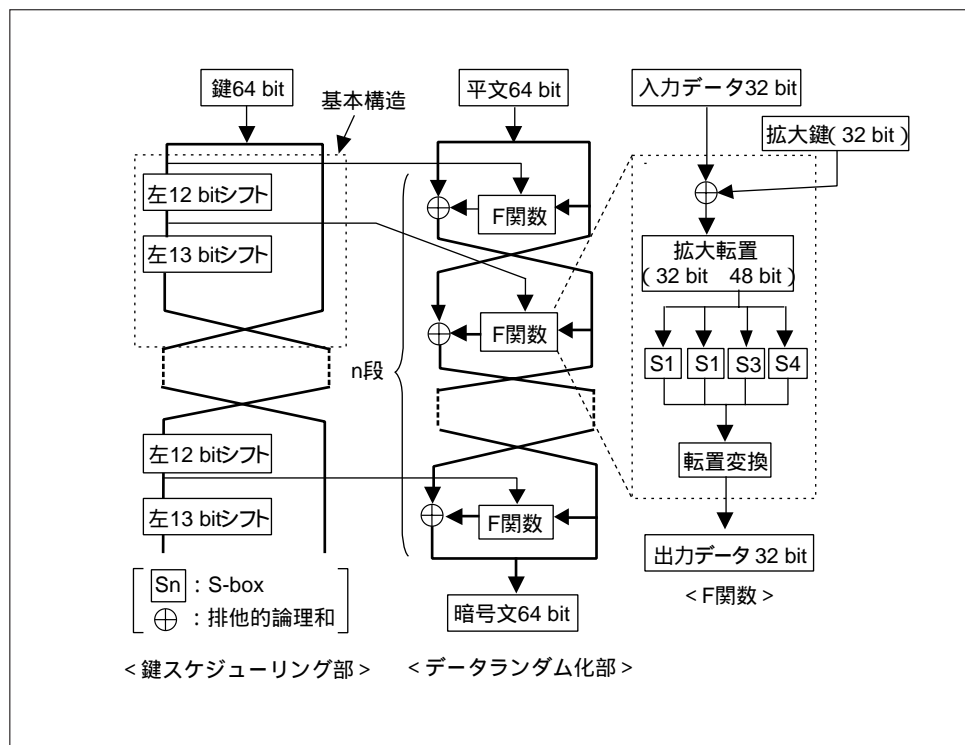 鍵64 bit
基本構造
左12 bitシフト
左13 bitシフト
左12 bitシフト
左13 bitシフト
Sn : S-box
⊕ : 排他的論理和
<鍵スケジューリング部>
平文64 bit
F関数
F関数
n段
F関数
暗号文64 bit
<データランダム化部>
入力データ32 bit
拡大鍵(32 bit)
拡大転置
(32 bit 48 bit)
S1 S1 S3 S4
転置変換
出力データ32 bit
<F関数>